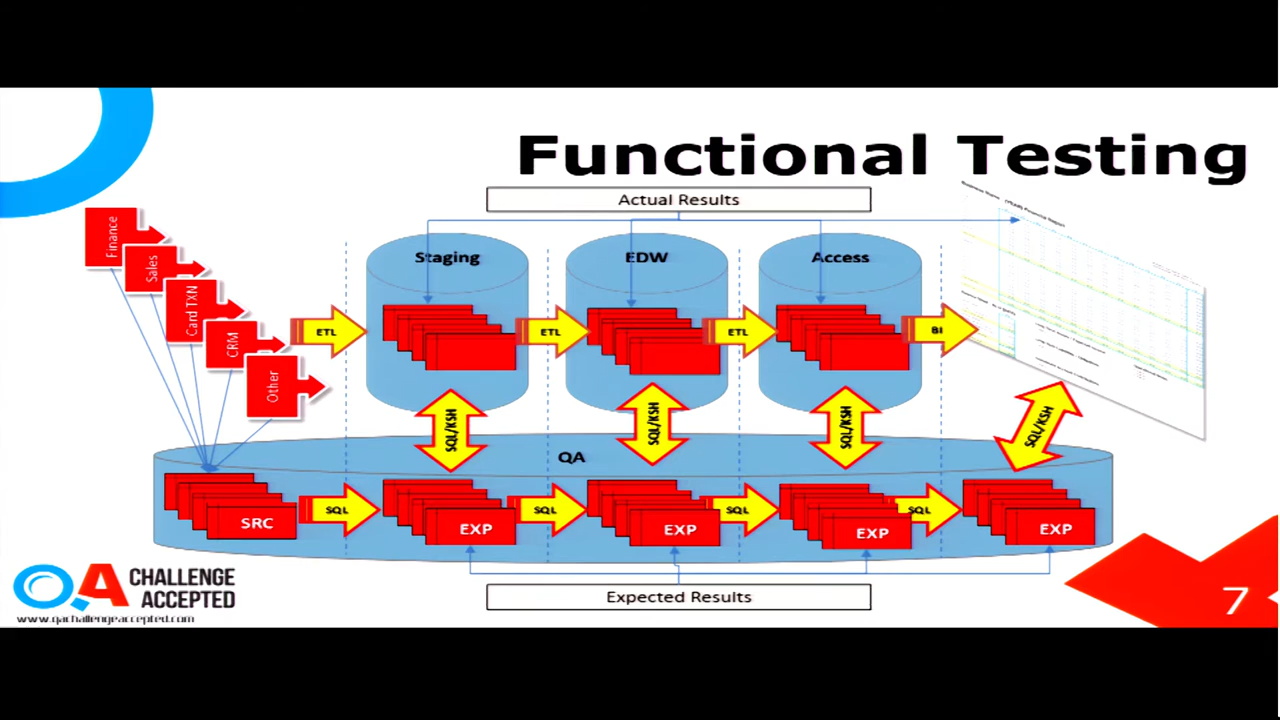 Functional Testing
Actual Results
Finance
Sales
Card TXN
CRM
Other
Staging
EDW
Access
ETL
ETL
ETL
BI
SQL/KSH
SQL/KSH
SQL/KSH
SQL/KSH
QA
SRC
SQL
EXP
SQL
EXP
SQL
EXP
SQL
EXP
Expected Results
QA CHALLENGE
ACCEPTED
www.qachallengeaccepted.com
7